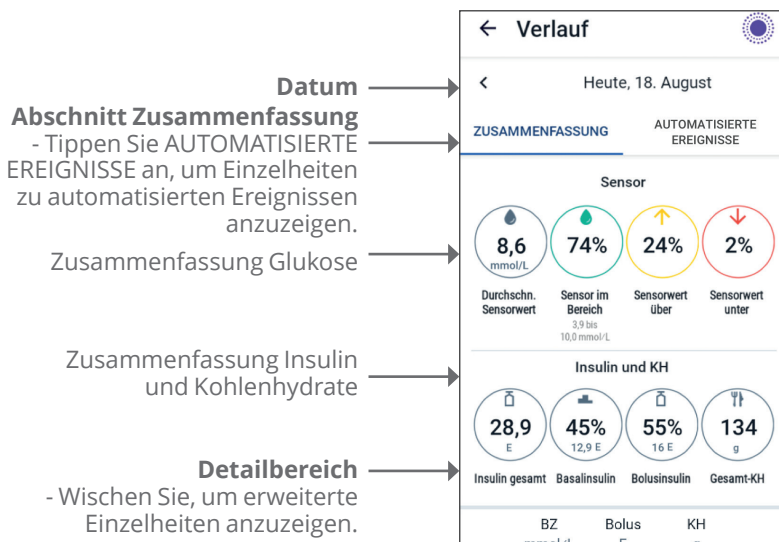 Datum
Abschnitt Zusammenfassung
- Tippen Sie AUTOMATISIERTE
EREIGNISSE an, um Einzelheiten
zu automatisierten Ereignissen
anzuzeigen.
Zusammenfassung Glukose
Zusammenfassung Insulin
und Kohlenhydrate
Detailbereich
- Wischen Sie, um erweiterte
Einzelheiten anzuzeigen.
Verlauf
Heute, 18. August
ZUSAMMENFASSUNG
AUTOMATISIERTE
EREIGNISSE
Sensor
8,6 74% 24% 2%
mmol/L
Durchschn. Sensor im Sensorwert Sensorwert
Sensorwert Bereich über unter
3,9 bis
10,0 mmol/L
Insulin und KH
28,9 45% 55% 134
E 12,9 E 16 E g
Insulin gesamt Basalinsulin Bolusinsulin Gesamt-KH
BZ Bolus KH